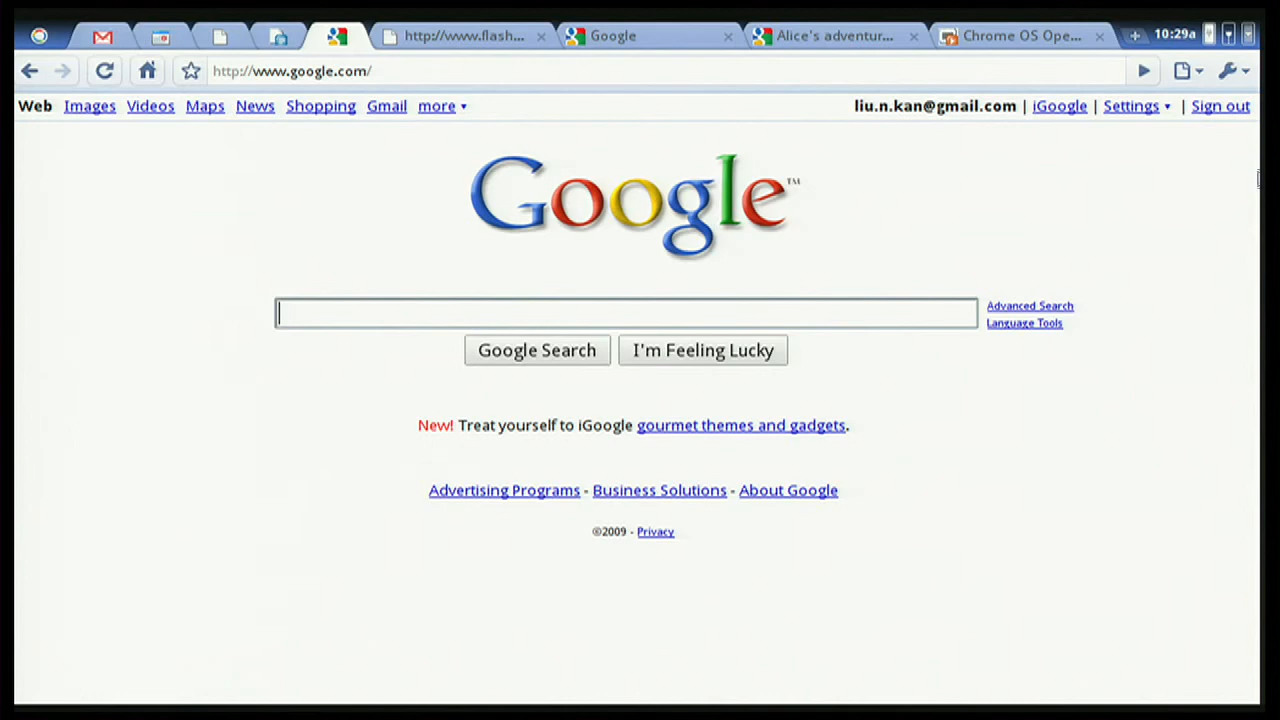 http://www.flash... Google Alice's adventur... Chrome OS Ope... 10:29a
http://www.google.com/
Web Images Videos Maps News Shopping Gmail more liu.n.kan@gmail.com | iGoogle | Settings | Sign out
Google™
Advanced Search
Language Tools
Google Search I'm Feeling Lucky
New! Treat yourself to iGoogle gourmet themes and gadgets.
Advertising Programs - Business Solutions - About Google
©2009 - Privacy